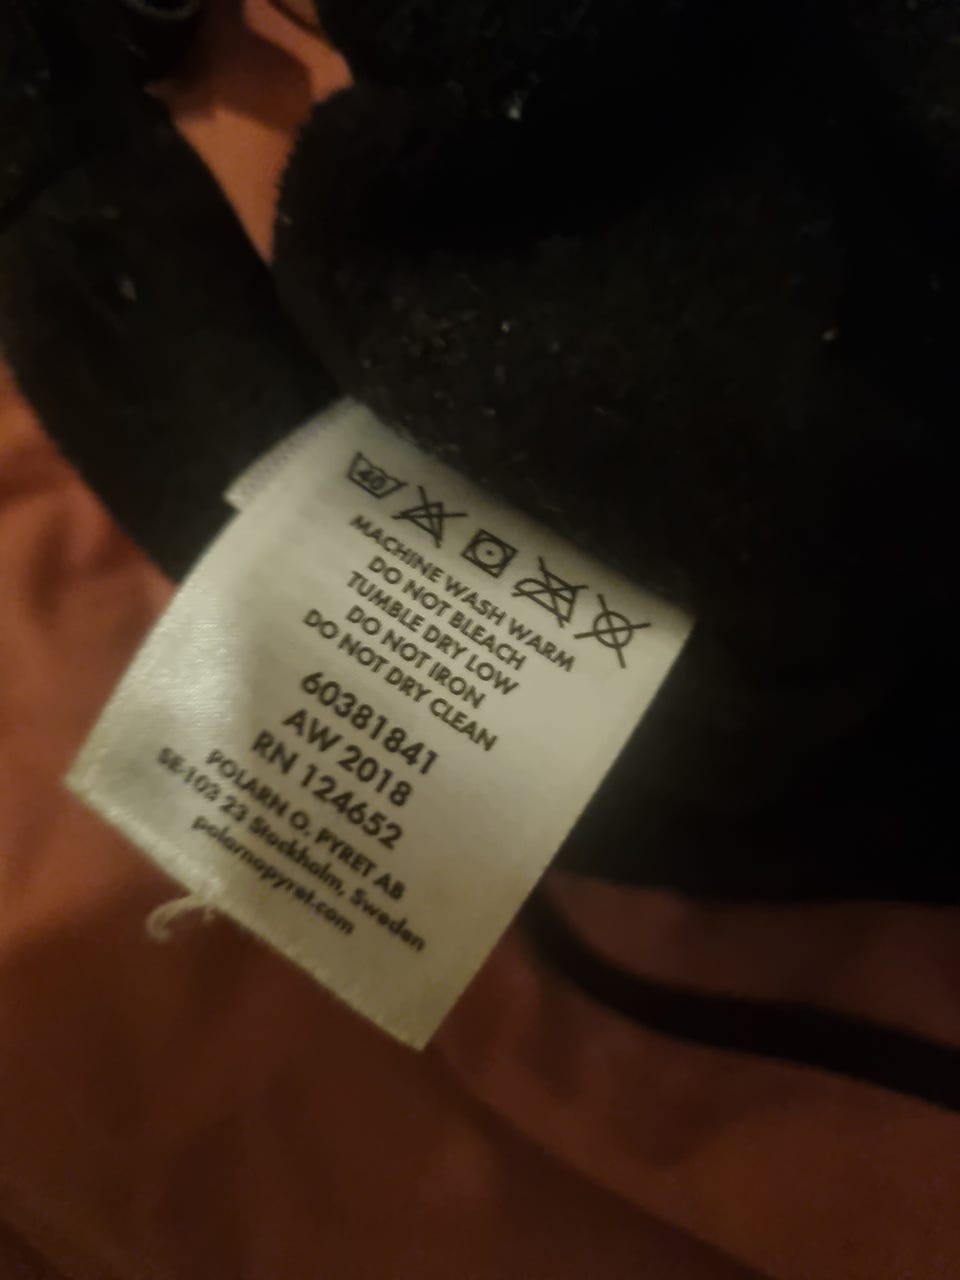 40
MACHINE WASH WARM
DO NOT BLEACH
TUMBLE DRY LOW
DO NOT IRON
DO NOT DRY CLEAN
60381841
AW 2018
RN 124652
POLARN O. PYRET AB
SE-103 23 Stockholm, Sweden
polarnopyret.com